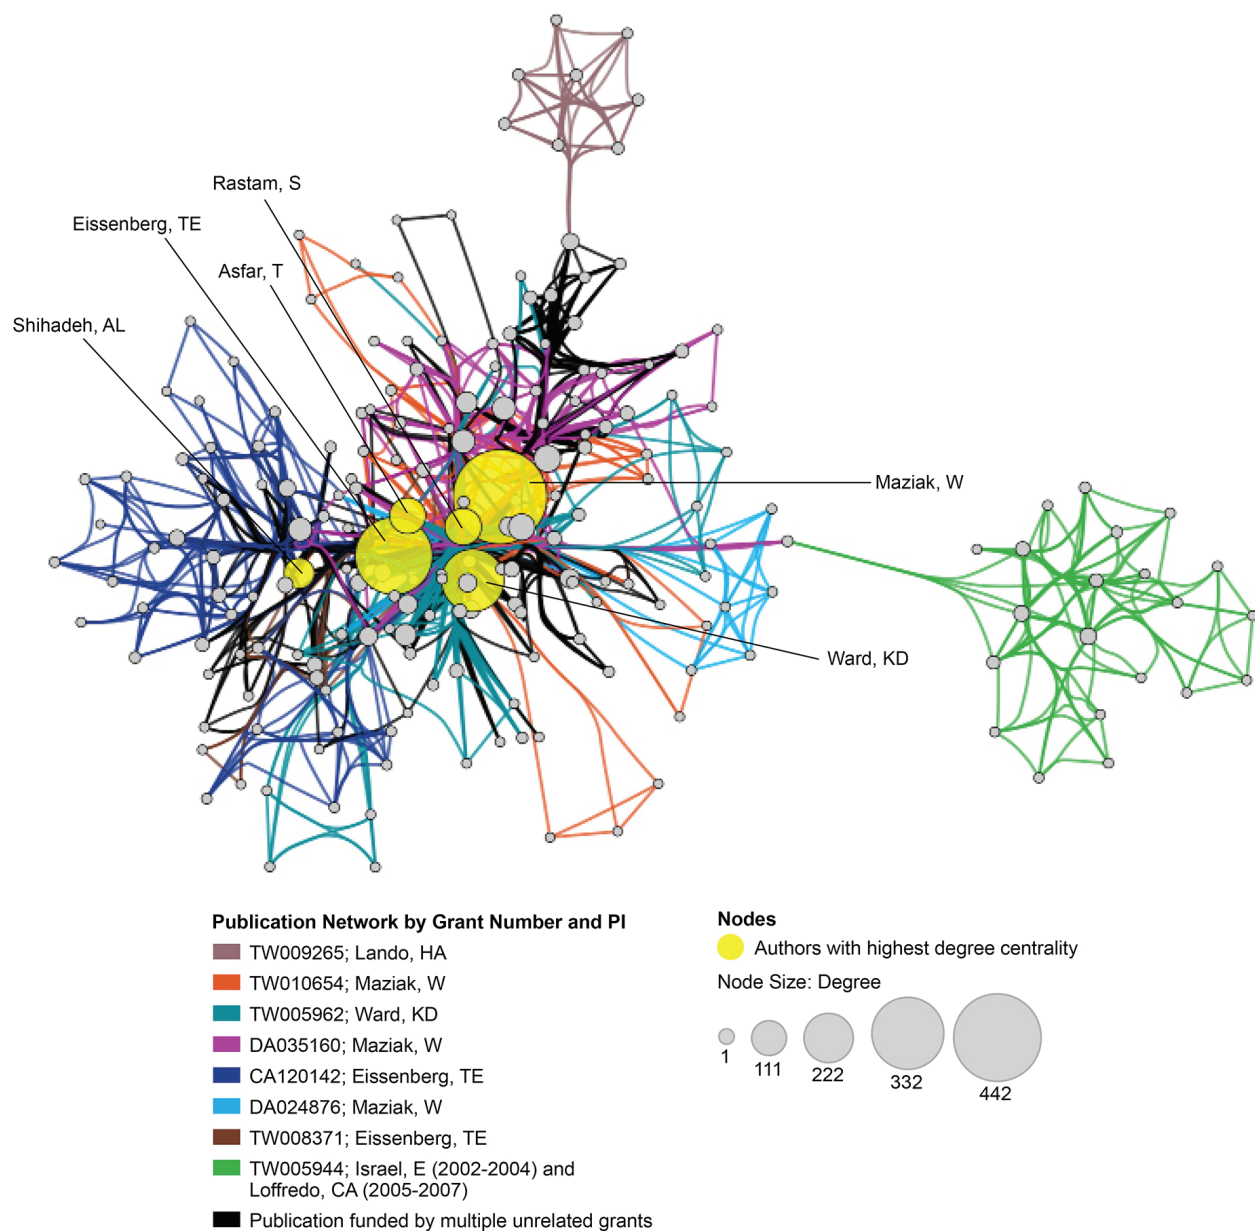 Rastam, S
Eissenberg, TE
Asfar, T
Shihadeh, AL
Maziak, W
Ward, KD
Publication Network by Grant Number and PI
TW009265; Lando, HA
TW010654; Maziak, W
TW005962; Ward, KD
DA035160; Maziak, W
CA120142; Eissenberg, TE
DA024876; Maziak, W
TW008371; Eissenberg, TE
TW005944; Israel, E (2002-2004) and
Loffredo, CA (2005-2007)
Publication funded by multiple unrelated grants
Nodes
Authors with highest degree centrality
Node Size: Degree
1
111
222
332
442